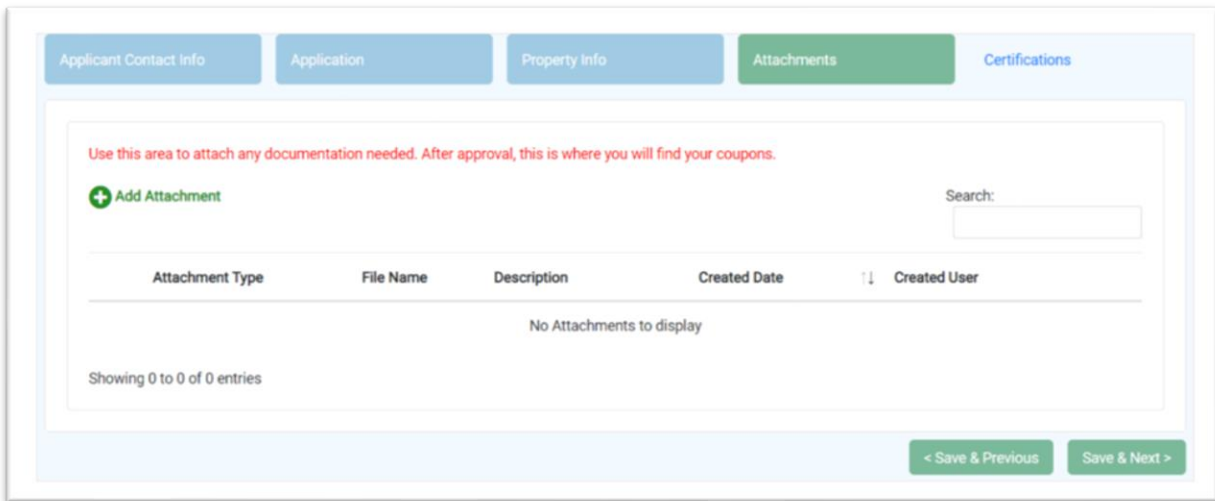 Applicant Contact Info Application Property Info Attachments Certifications
Use this area to attach any documentation needed. After approval, this is where you will find your coupons.
Add Attachment
Search:
Attachment Type File Name Description Created Date ↑↓ Created User
No Attachments to display
Showing 0 to 0 of 0 entries
< Save & Previous Save & Next >